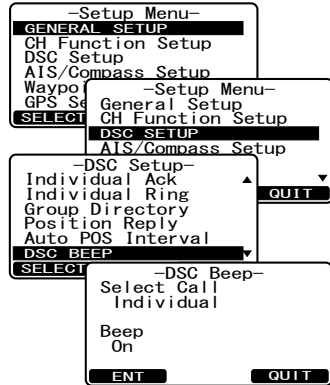 -Setup Menu-
GENERAL SETUP
CH Function Setup
DSC Setup
AIS/Compass Setup
GPS
SELECT
-Setup Menu-
General Setup
CH Function Setup
DSC SETUP
AIS/Compass Setup
QUIT
-DSC Setup-
Individual Ack
Individual Ring
Group Directory
Position Reply
Auto POS Interval
DSC BEEP
SELECT
-DSC Beep-
Select Call
Individual
Beep
On
ENT QUIT